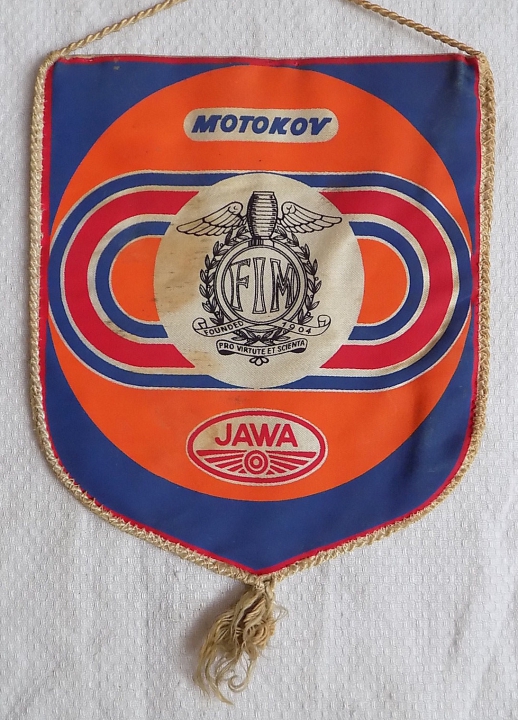 MOTOKOV
FIM
FOUNDED 1904
PRO VIRTUTE ET SCIENTA
JAWA